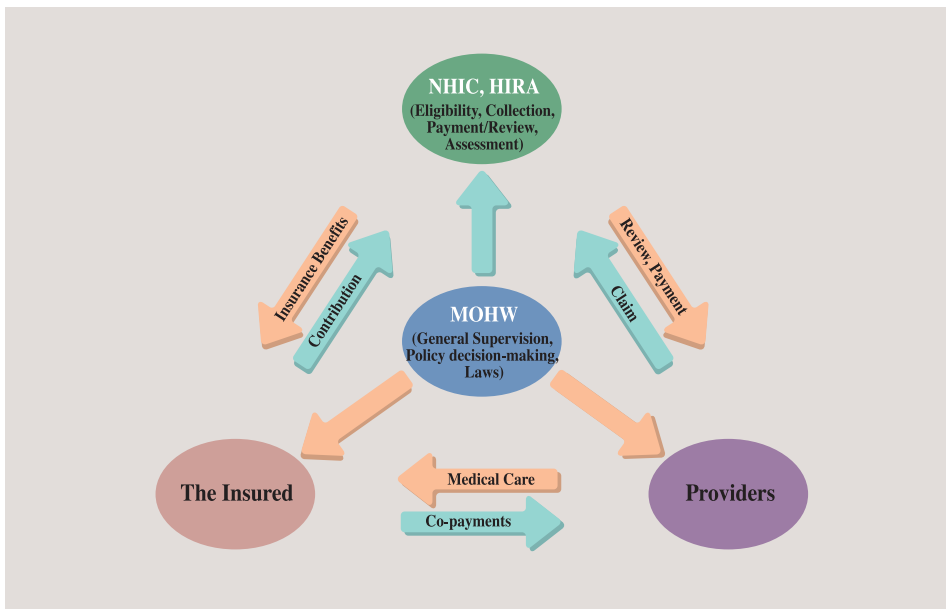 NHIC, HIRA
(Eligibility, Collection,
Payment/Review,
Assessment)
Insurance Benefits
Contribution
Review, Payment
Claim
MOHW
(General Supervision,
Policy decision-making,
Laws)
The Insured
Medical Care
Co-payments
Providers